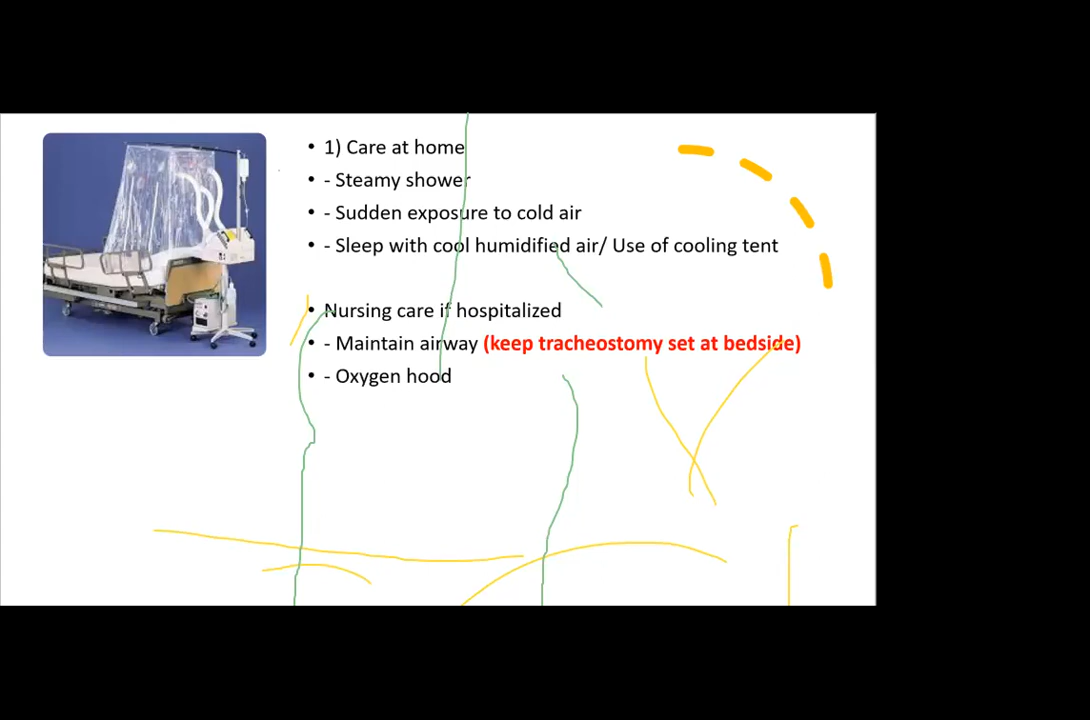 • 1) Care at home
• - Steamy shower
• - Sudden exposure to cold air
• - Sleep with cool humidified air/ Use of cooling tent
• Nursing care if hospitalized
• - Maintain airway (keep tracheostomy set at bedside)
• - Oxygen hood